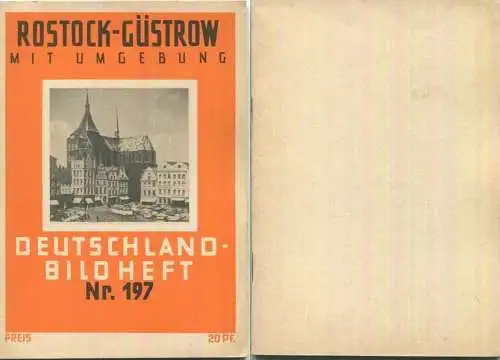 ROSTOCK-GÜSTROW
MIT UMGEBUNG
DEUTSCHLAND-
BILDHEFT
Nr. 197
PREIS 20 PF.